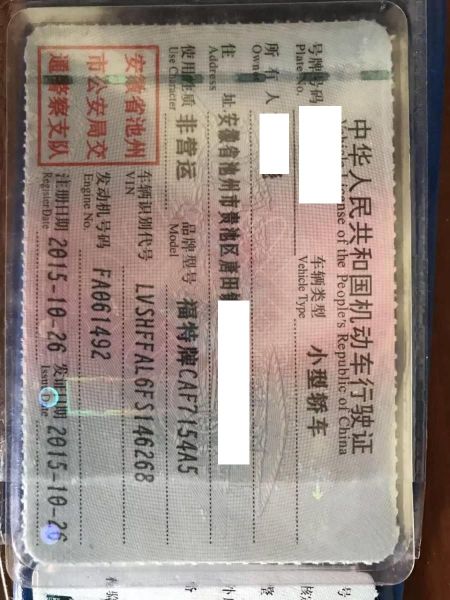 中华人民共和国机动车行驶证
Vehicle License of the People's Republic of China
号牌号码
Plate No.
车辆类型 小型轿车
Vehicle Type
所有人
Owner
住址 安徽省池州市贵池区唐田镇
Address
使用性质 非营运 品牌型号 福特牌CAF7154A5
Use Character Model
安徽省池州
市公安局交
通警察支队
车辆识别代号 LVSHFFAL6FS146268
VIN
发动机号码 FA061492
Engine No.
注册日期 2015-10-26 发证日期 2015-10-26
Register Date Issue Date